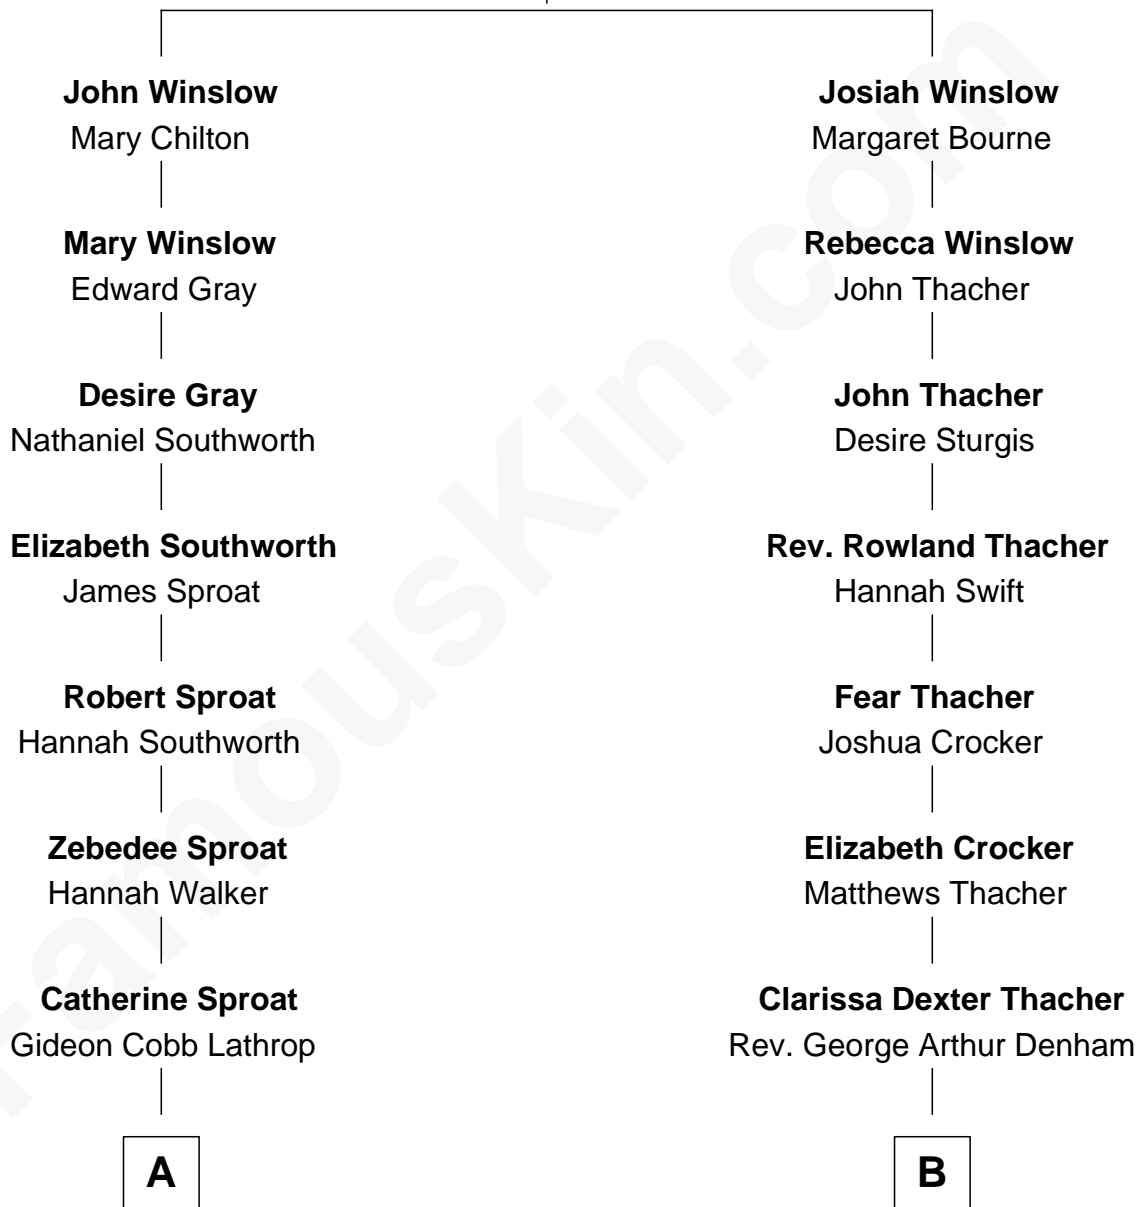 John Winslow
Mary Chilton
Mary Winslow
Edward Gray
Desire Gray
Nathaniel Southworth
Elizabeth Southworth
James Sproat
Robert Sproat
Hannah Southworth
Zebedee Sproat
Hannah Walker
Catherine Sproat
Gideon Cobb Lathrop
A
Josiah Winslow
Margaret Bourne
Rebecca Winslow
John Thacher
John Thacher
Desire Sturgis
Rev. Rowland Thacher
Hannah Swift
Fear Thacher
Joshua Crocker
Elizabeth Crocker
Matthews Thacher
Clarissa Dexter Thacher
Rev. George Arthur Denham
B
FamousKin.com